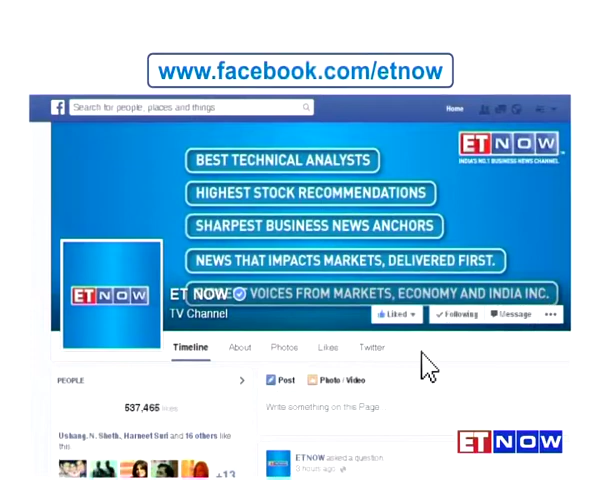 www.facebook.com/etnow
Search for people, places and things
Home
ET NOW
INDIA'S NO.1 BUSINESS NEWS CHANNEL
BEST TECHNICAL ANALYSTS
HIGHEST STOCK RECOMMENDATIONS
SHARPEST BUSINESS NEWS ANCHORS
NEWS THAT IMPACTS MARKETS, DELIVERED FIRST.
VOICES FROM MARKETS, ECONOMY AND INDIA INC.
ET NOW
ET NOW
TV Channel
Liked
Following
Message
Timeline About Photos Likes Twitter
PEOPLE
537,465 likes
Ushang. N. Sheth, Harneet Suri and 16 others like
this
+13
Post Photo / Video
Write something on this Page
ETNOW asked a question
3 hours ago
ET NOW